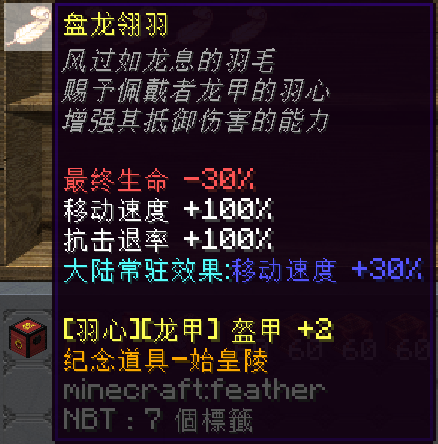 盘龙翎羽
风过如龙息的羽毛
赐予佩戴者龙甲的羽心
增强其抵御伤害的能力
最终生命 -30%
移动速度 +100%
抗击退率 +100%
大陆常驻效果:移动速度 +30%
[羽心][龙甲] 盔甲 +2
纪念道具-始皇陵
minecraft:feather
NBT : 7 個標籤
60 60 60